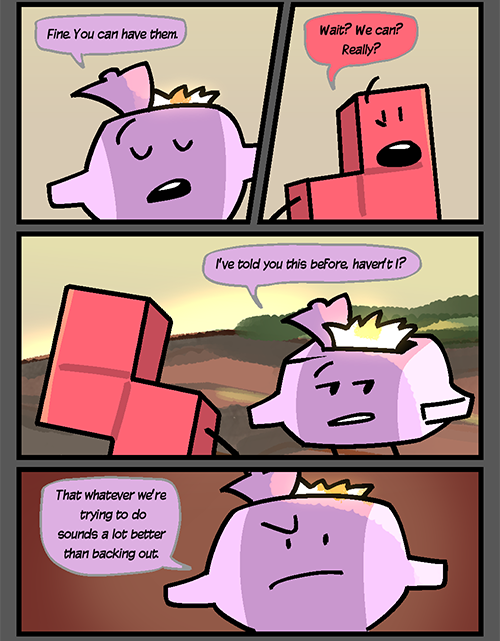 Fine. You can have them.
Wait? We can?
Really?
I've told you this before, haven't I?
That whatever we're
trying to do
sounds a lot better
than backing out.